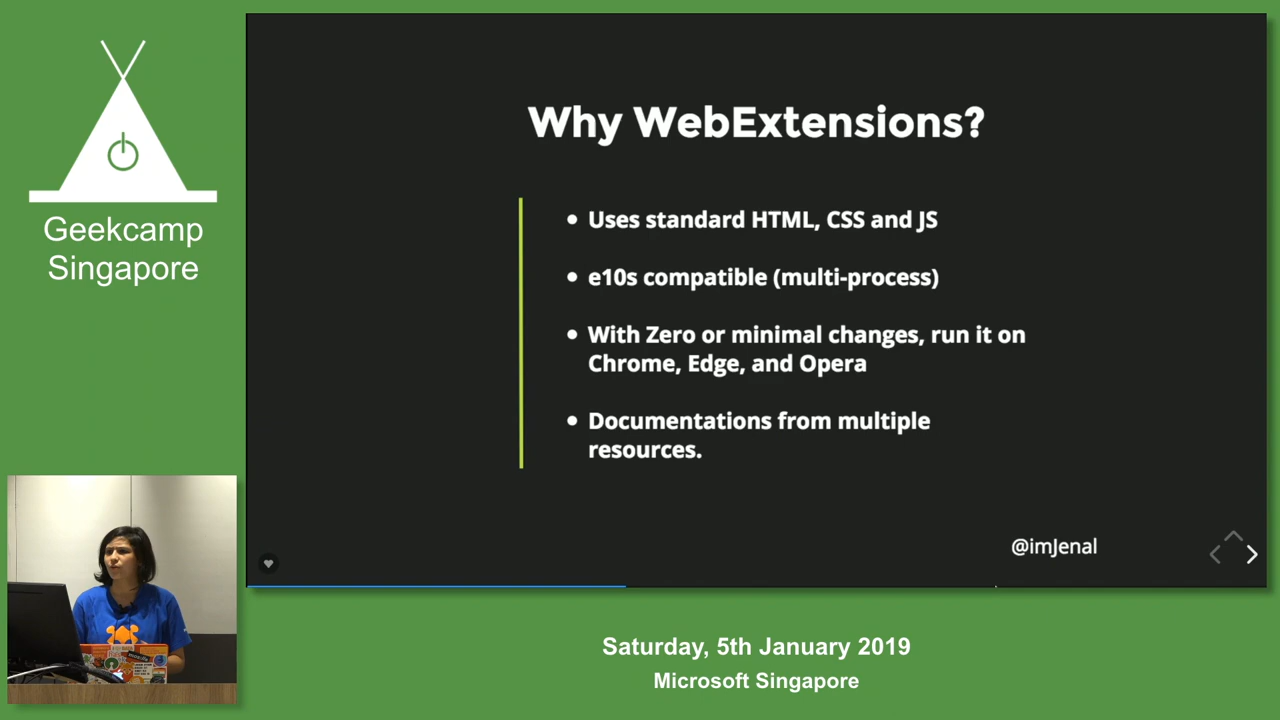 Geekcamp
Singapore
Why WebExtensions?
• Uses standard HTML, CSS and JS
• e10s compatible (multi-process)
• With Zero or minimal changes, run it on
Chrome, Edge, and Opera
• Documentations from multiple
resources.
@imJenal
Saturday, 5th January 2019
Microsoft Singapore